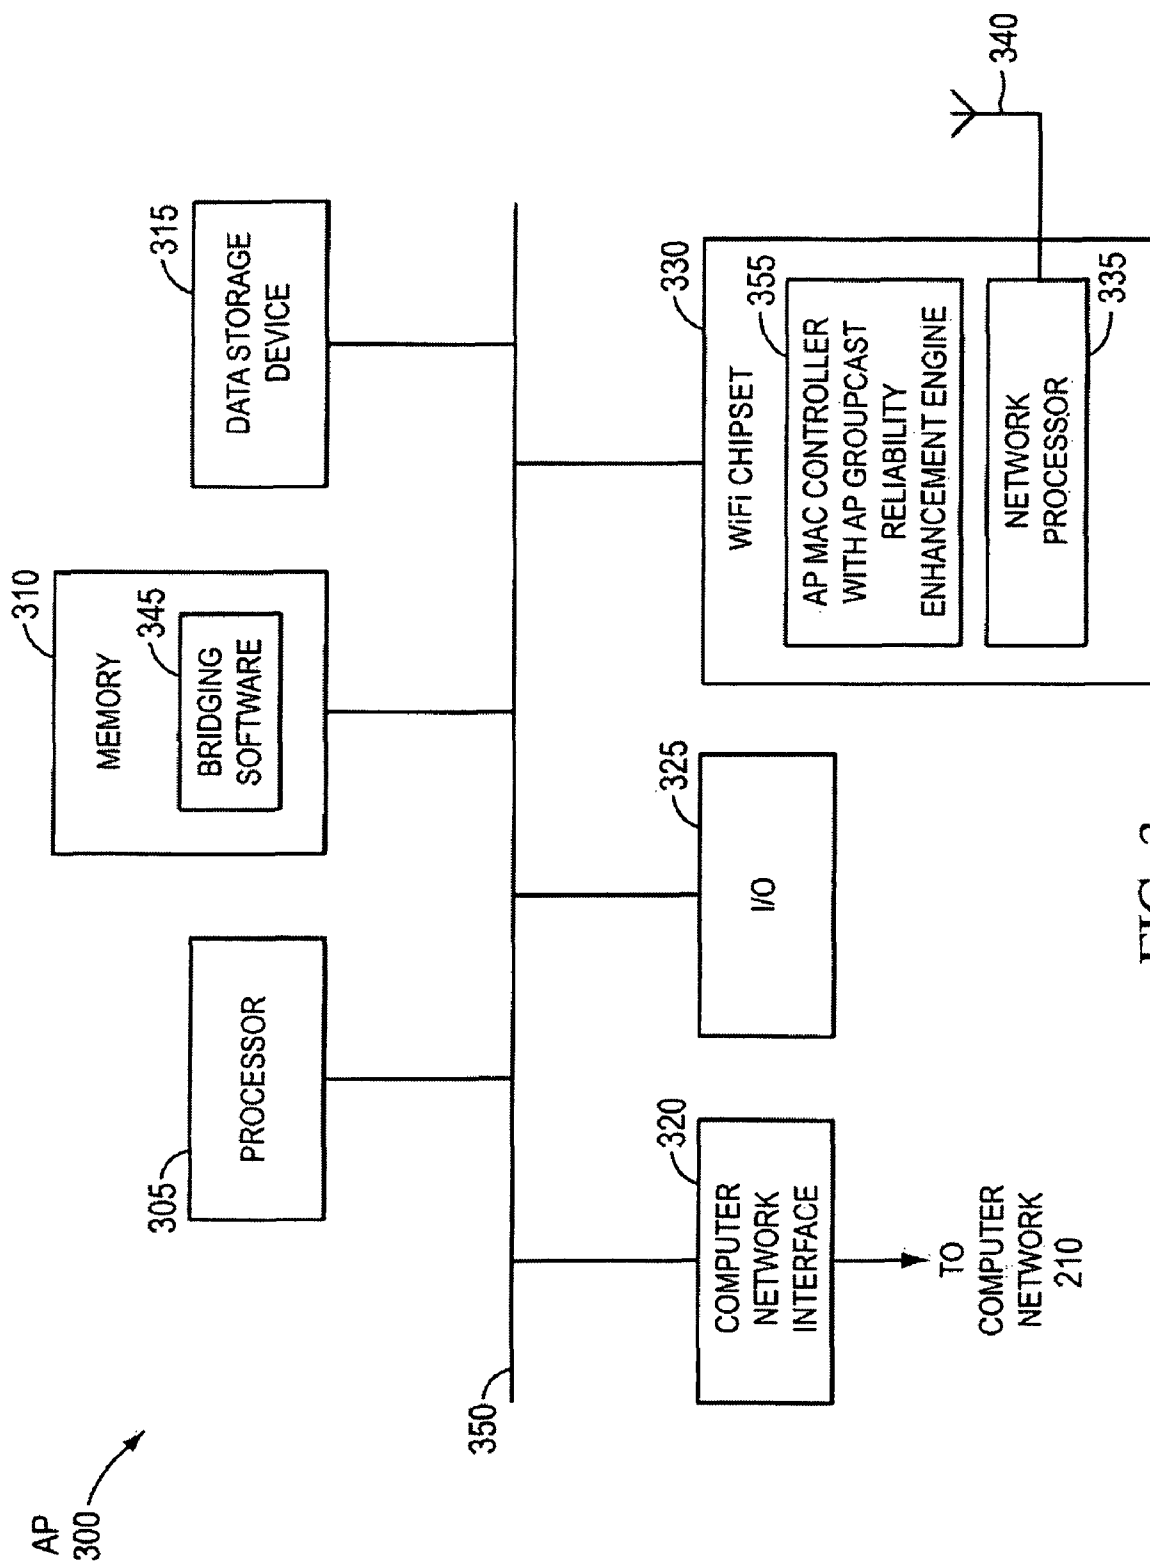 AP
300
305
PROCESSOR
310
MEMORY
345
BRIDGING
SOFTWARE
315
DATA STORAGE
DEVICE
350
320
COMPUTER
NETWORK
INTERFACE
TO
COMPUTER
NETWORK
210
325
I/O
330
WiFi CHIPSET
355
AP MAC CONTROLLER
WITH AP GROUPCAST
RELIABILITY
ENHANCEMENT ENGINE
NETWORK
PROCESSOR
335
340